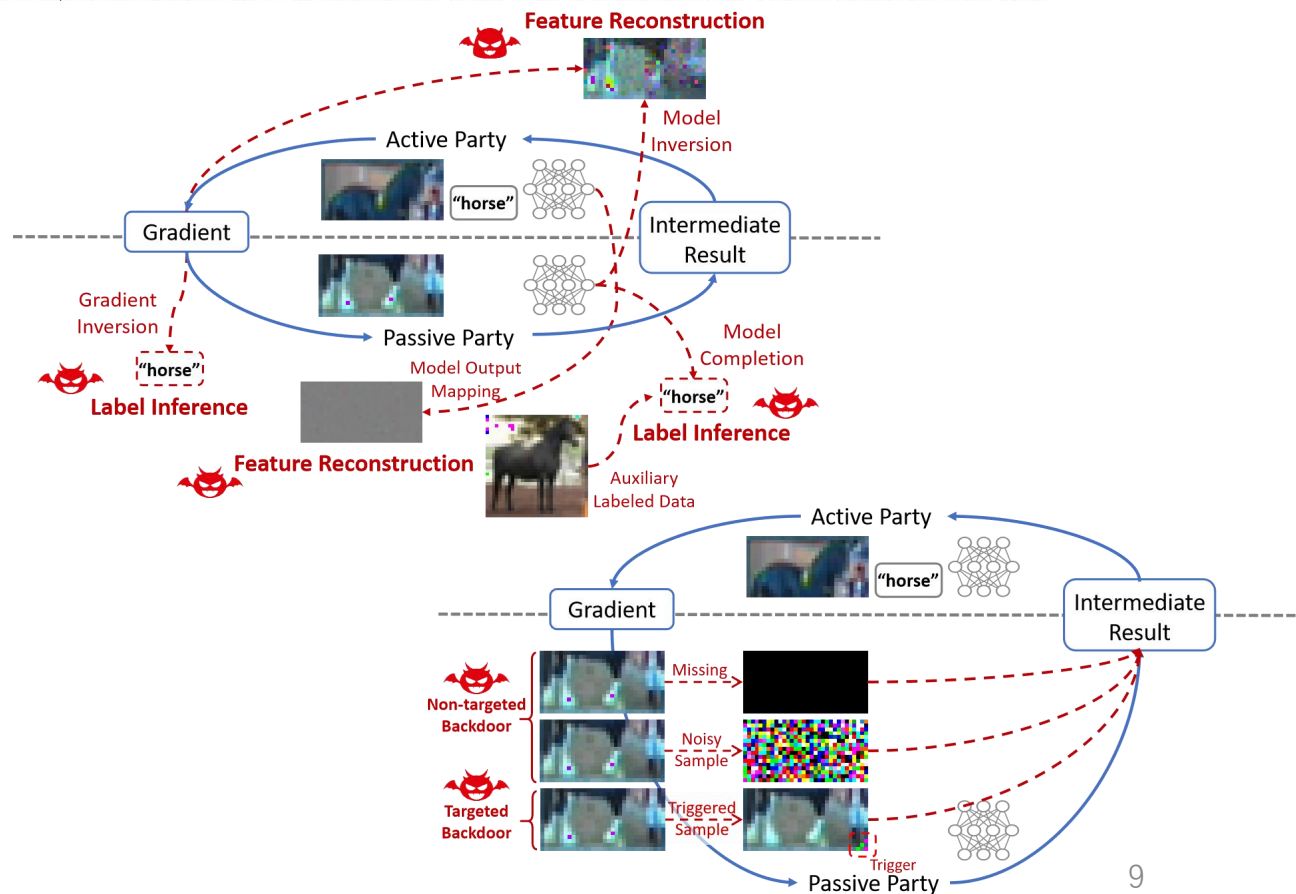 Feature Reconstruction
Model
Inversion
Active Party
"horse"
Gradient
Intermediate
Result
Gradient
Inversion
Passive Party
Model
Completion
"horse"
Label Inference
Model Output
Mapping
"horse"
Label Inference
Feature Reconstruction
Auxiliary
Labeled Data
Active Party
"horse"
Gradient
Intermediate
Result
Missing
Non-targeted
Backdoor
Noisy
Sample
Targeted
Backdoor
Triggered
Sample
Trigger
Passive Party
9